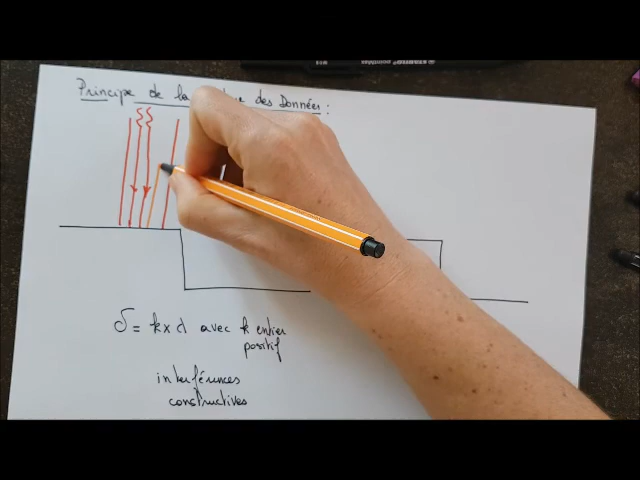 Principe de la des Données :
δ = k x λ avec k entier
positif
interférences
constructives